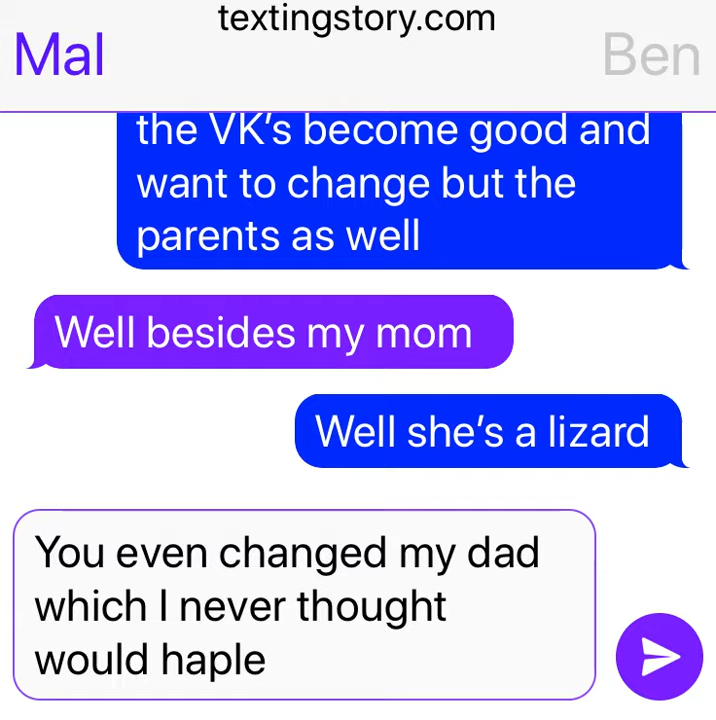 textingstory.com
Mal
Ben
the VK's become good and
want to change but the
parents as well
Well besides my mom
Well she's a lizard
You even changed my dad
which I never thought
would haple